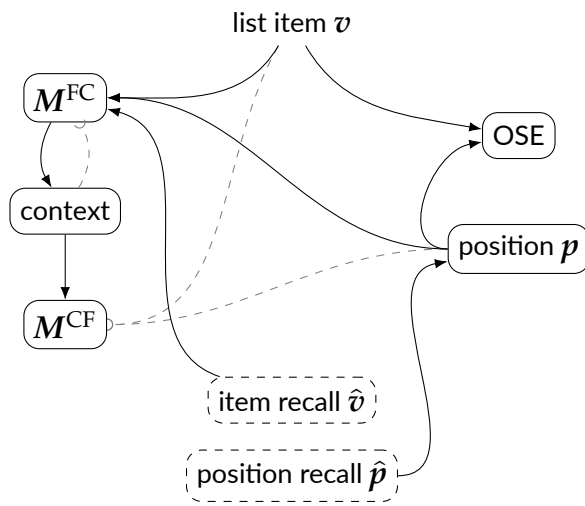 list item v
M^FC
OSE
context
position p
M^CF
item recall v̂
position recall p̂